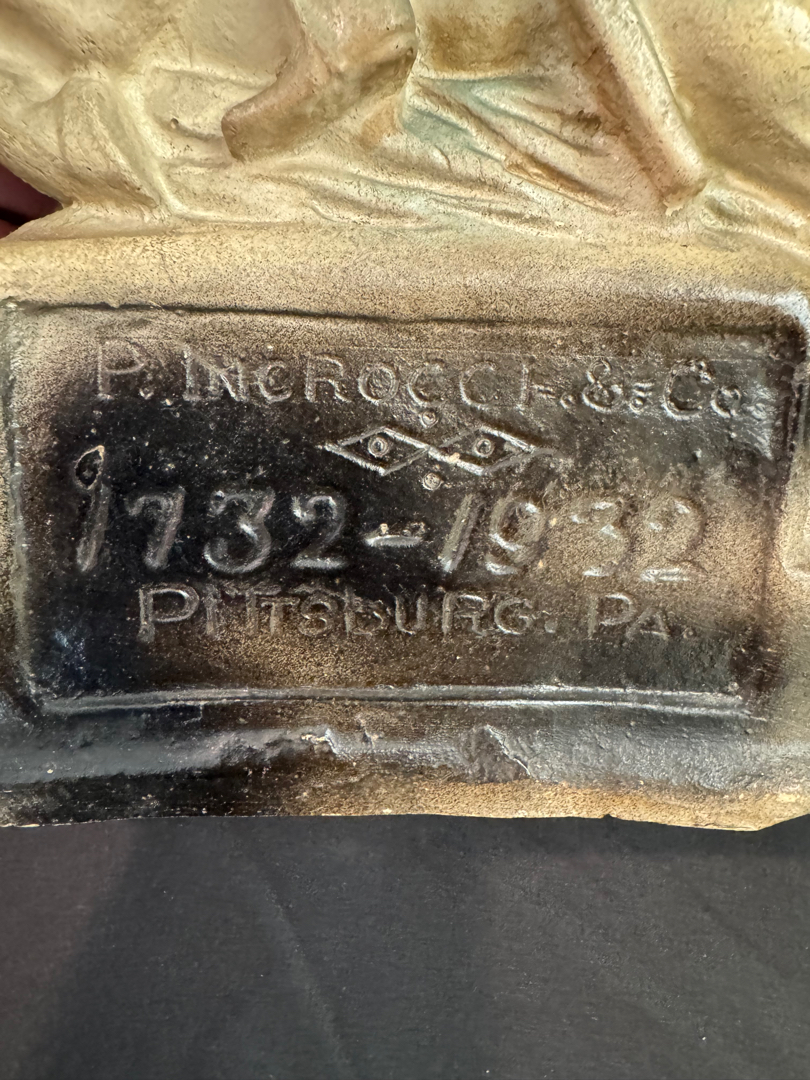 P. INCROCCI. & Co.
1732-1932
PITTSBURG. PA.